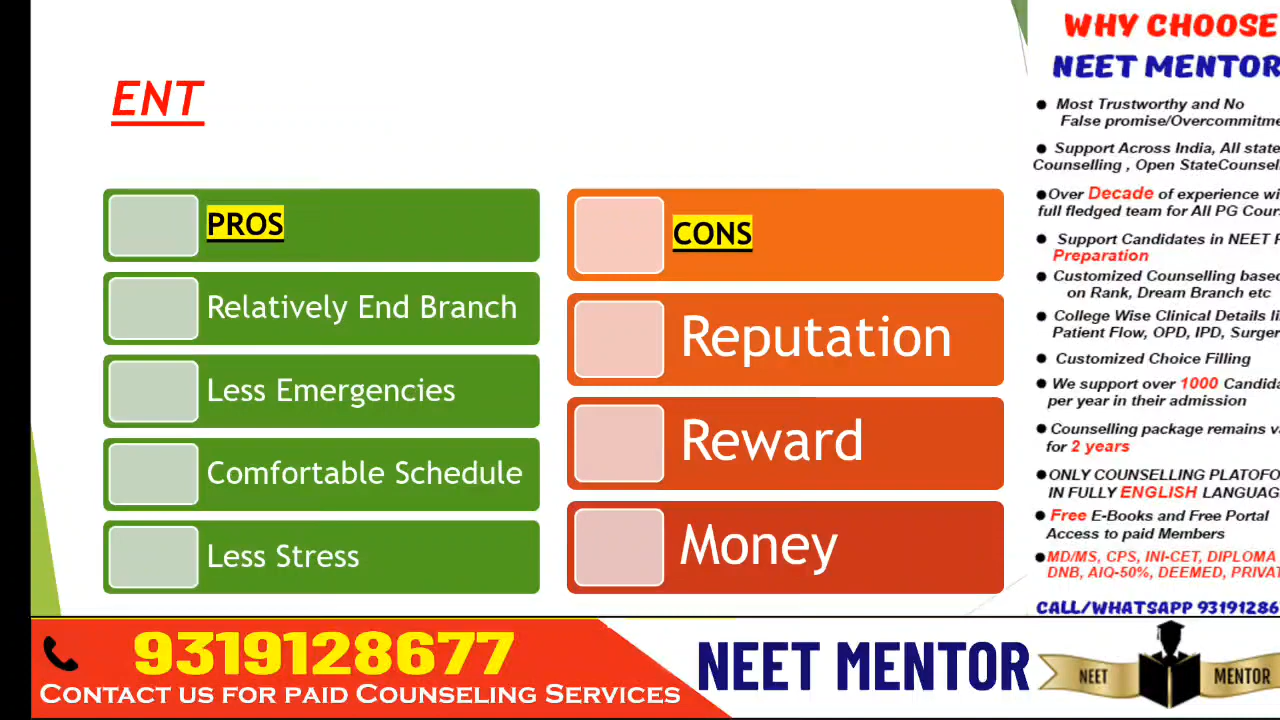 ENT
PROS
Relatively End Branch
Less Emergencies
Comfortable Schedule
Less Stress
CONS
Reputation
Reward
Money
WHY CHOOSE
NEET MENTOR
● Most Trustworthy and No
False promise/Overcommitme
● Support Across India, All state
Counselling , Open StateCounsel
●Over Decade of experience wi
full fledged team for All PG Cour
● Support Candidates in NEET P
Preparation
● Customized Counselling based
on Rank, Dream Branch etc
● College Wise Clinical Details li
Patient Flow, OPD, IPD, Surger
● Customized Choice Filling
● We support over 1000 Candida
per year in their admission
● Counselling package remains va
for 2 years
●ONLY COUNSELLING PLATOFO
IN FULLY ENGLISH LANGUAG
● Free E-Books and Free Portal
Access to paid Members
●MD/MS, CPS, INI-CET, DIPLOMA
DNB, AIQ-50%, DEEMED, PRIVAT
CALL/WHATSAPP 93191286
9319128677
CONTACT US FOR PAID COUNSELING SERVICES
NEET MENTOR
NEET MENTOR